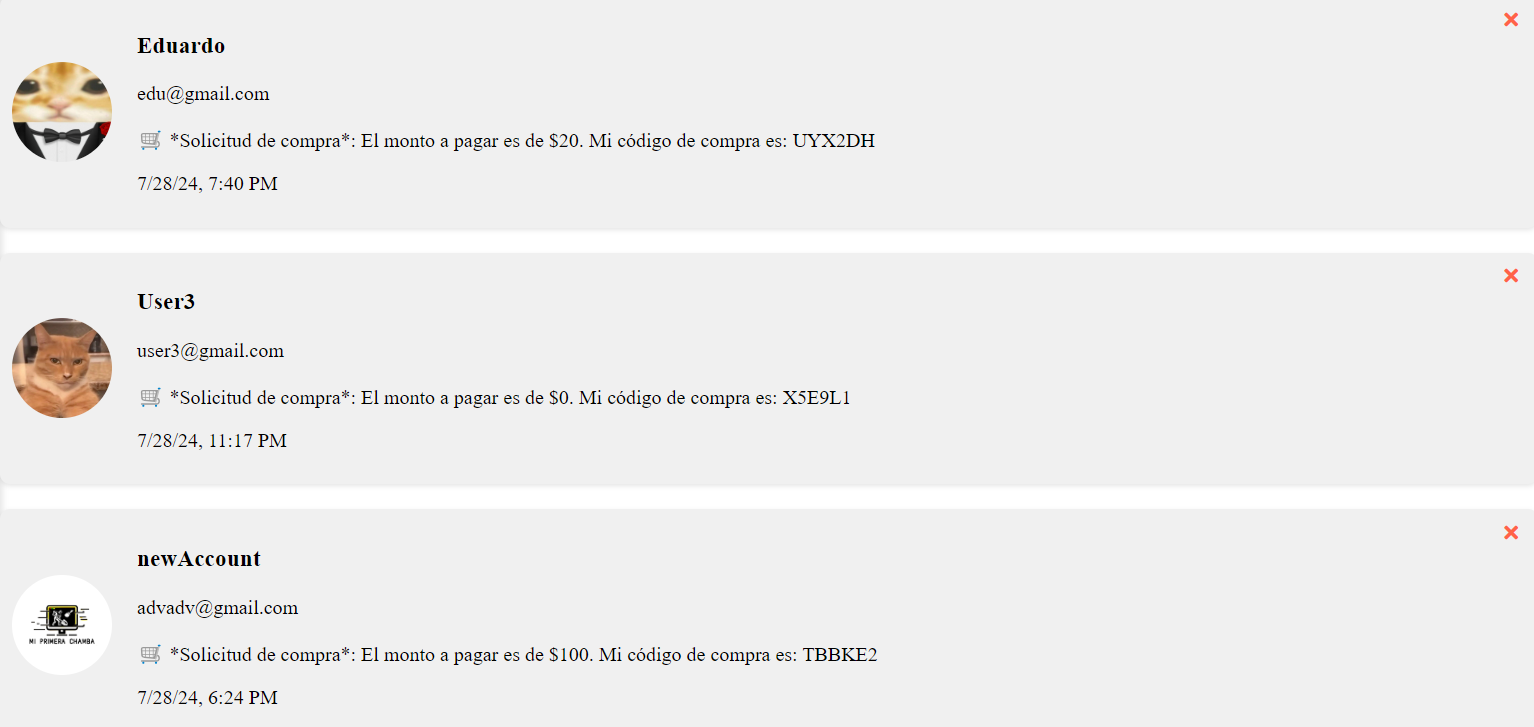 Eduardo
edu@gmail.com
🛒 *Solicitud de compra*: El monto a pagar es de $20. Mi código de compra es: UYX2DH
7/28/24, 7:40 PM
User3
user3@gmail.com
🛒 *Solicitud de compra*: El monto a pagar es de $0. Mi código de compra es: X5E9L1
7/28/24, 11:17 PM
newAccount
advadv@gmail.com
MI PRIMERA CHAMBA
🛒 *Solicitud de compra*: El monto a pagar es de $100. Mi código de compra es: TBBKE2
7/28/24, 6:24 PM